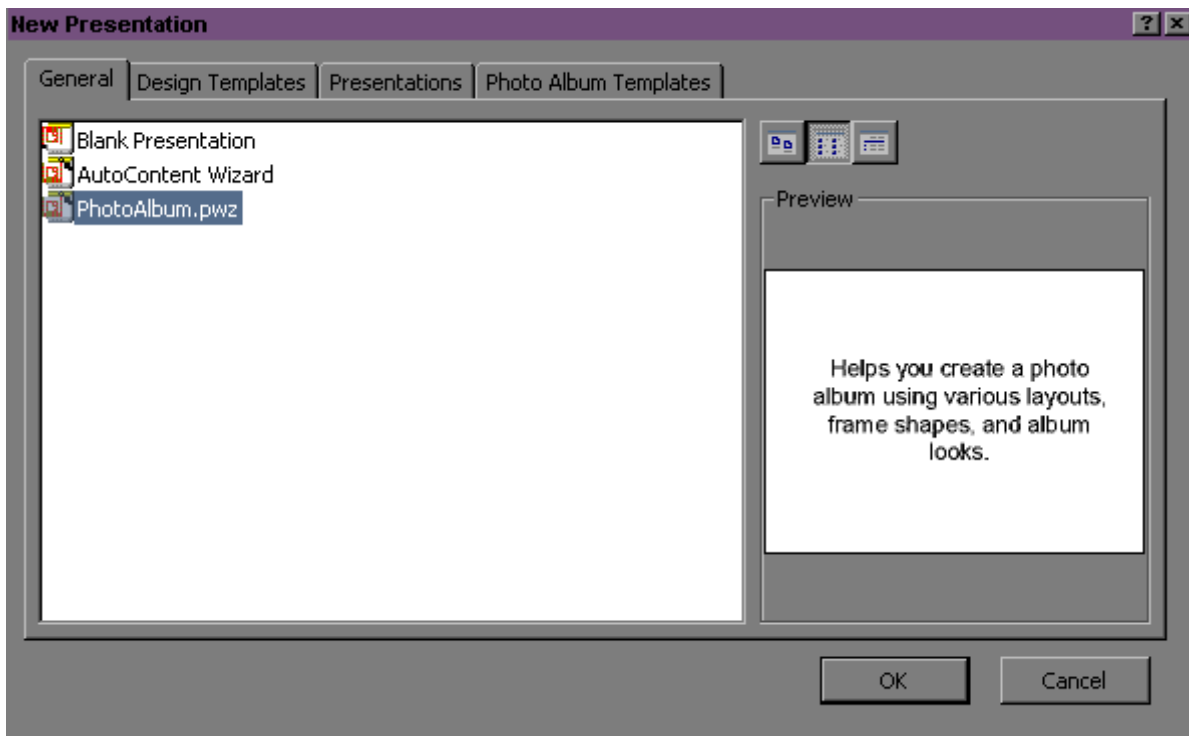 New Presentation
General
Design Templates
Presentations
Photo Album Templates
Blank Presentation
AutoContent Wizard
PhotoAlbum.pwz
Preview
Helps you create a photo
album using various layouts,
frame shapes, and album
looks.
OK
Cancel